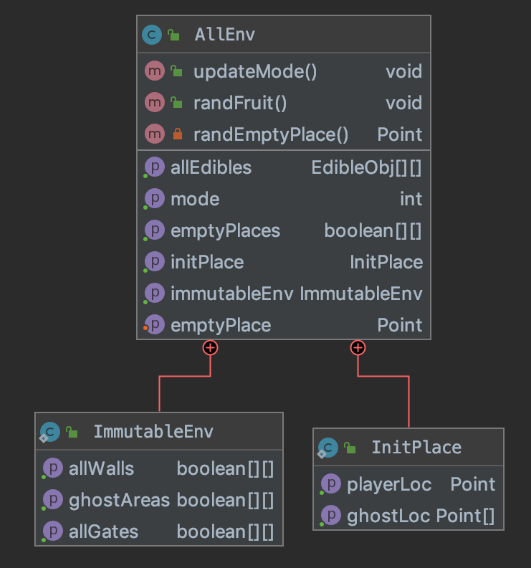 AllEnv
updateMode() void
randFruit() void
randEmptyPlace() Point
allEdibles EdibleObj[][]
mode int
emptyPlaces boolean[][]
initPlace InitPlace
immutableEnv ImmutableEnv
emptyPlace Point
ImmutableEnv
allWalls boolean[][]
ghostAreas boolean[][]
allGates boolean[][]
InitPlace
playerLoc Point
ghostLoc Point[]